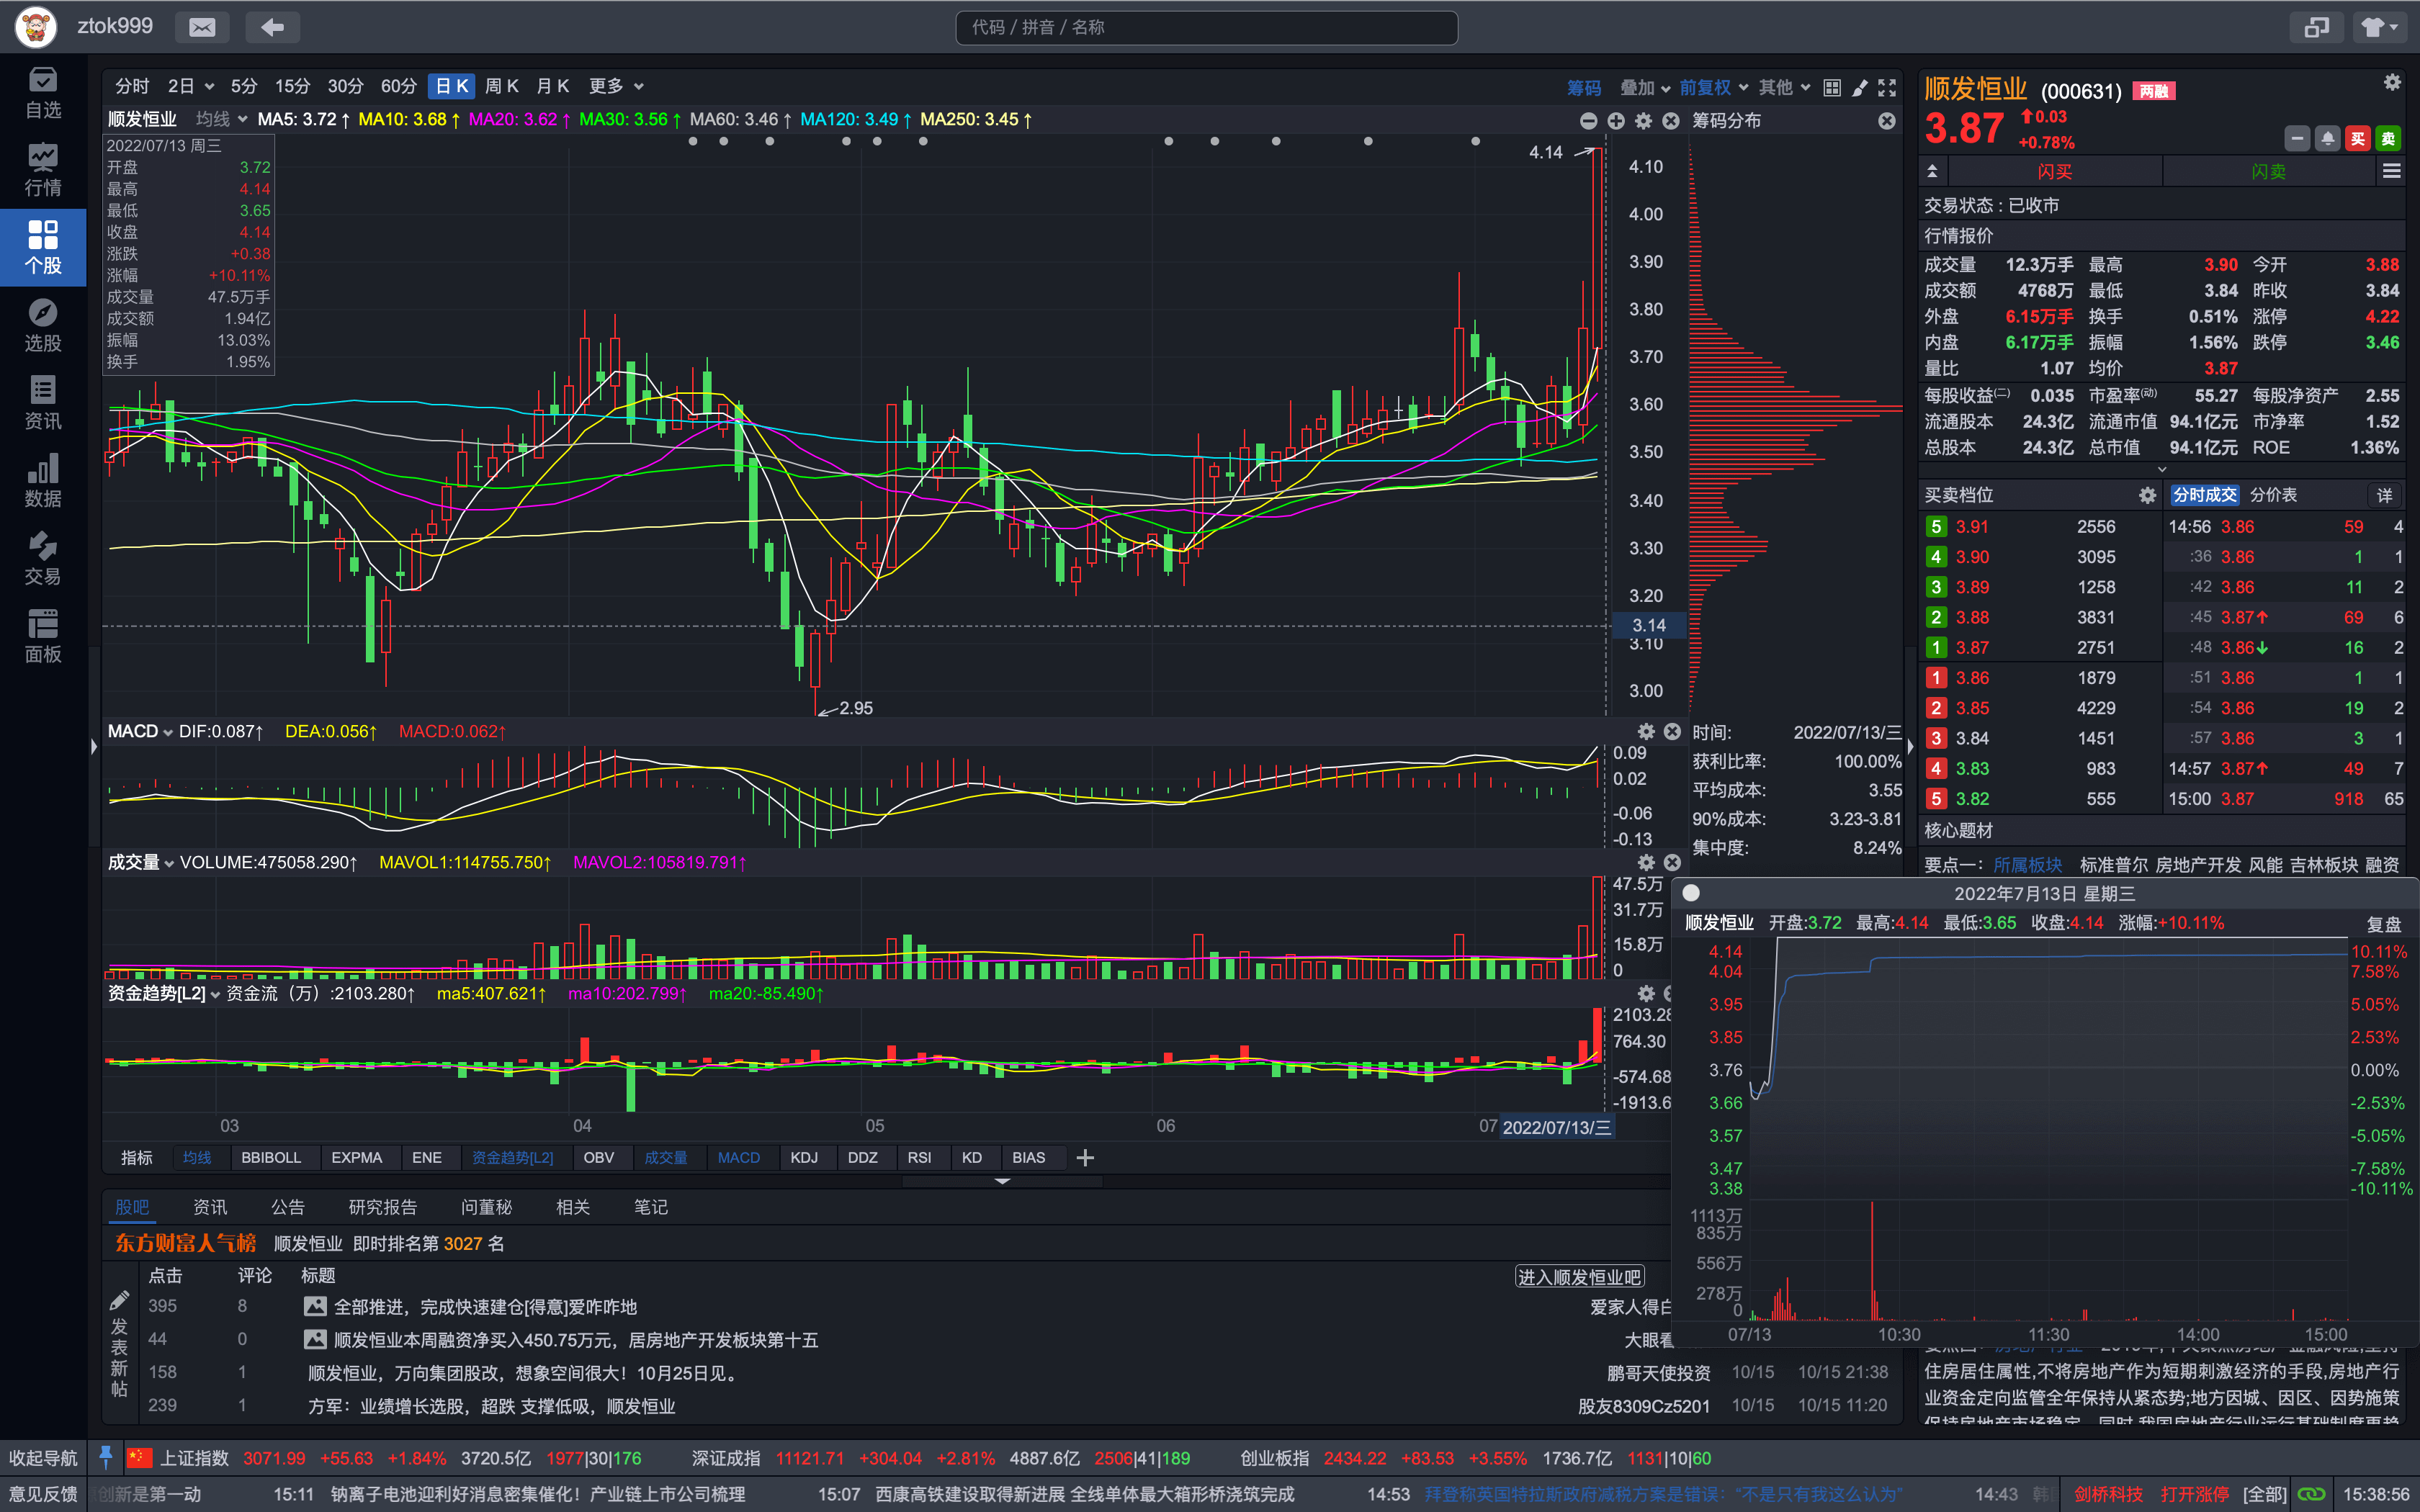 ztok999
代码 / 拼音 / 名称
自选
行情
个股
选股
资讯
数据
交易
面板
分时 2日 5分 15分 30分 60分 日K 周K 月K 更多 筹码 叠加 前复权 其他
顺发恒业 均线 MA5: 3.72↑ MA10: 3.68↑ MA20: 3.62↑ MA30: 3.56↑ MA60: 3.46↑ MA120: 3.49↑ MA250: 3.45↑
筹码分布
2022/07/13 周三
开盘 3.72
最高 4.14
最低 3.65
收盘 4.14
涨跌 +0.38
涨幅 +10.11%
成交量 47.5万手
成交额 1.94亿
振幅 13.03%
换手 1.95%
4.14
2.95
4.10
4.00
3.90
3.80
3.70
3.60
3.50
3.40
3.30
3.20
3.14
3.10
3.00
MACD DIF:0.087↑ DEA:0.056↑ MACD:0.062↑
0.09
0.02
-0.06
-0.13
时间: 2022/07/13/三
获利比率: 100.00%
平均成本: 3.55
90%成本: 3.23-3.81
集中度: 8.24%
成交量 VOLUME:475058.290↑ MAVOL1:114755.750↑ MAVOL2:105819.791↑
47.5万
31.7万
15.8万
0
资金趋势[L2] 资金流（万）:2103.280↑ ma5:407.621↑ ma10:202.799↑ ma20:-85.490↑
2103.28
764.30
-574.68
-1913.6
03 04 05 06 07 2022/07/13/三
指标 均线 BBIBOLL EXPMA ENE 资金趋势[L2] OBV 成交量 MACD KDJ DDZ RSI KD BIAS
股吧 资讯 公告 研究报告 问董秘 相关 笔记
东方财富人气榜 顺发恒业 即时排名第 3027 名
点击 评论 标题 进入顺发恒业吧
发表新帖
395 8 全部推进，完成快速建仓[得意]爱咋咋地 爱家人得白
44 0 顺发恒业本周融资净买入450.75万元，居房地产开发板块第十五 大眼看
158 1 顺发恒业，万向集团股改，想象空间很大！10月25日见。 鹏哥天使投资 10/15 10/15 21:38
239 1 方军：业绩增长选股，超跌 支撑低吸，顺发恒业 股友8309Cz5201 10/15 10/15 11:20
顺发恒业 (000631) 两融
3.87 0.03
+0.78%
买 卖
闪买 闪卖
交易状态：已收市
行情报价
成交量 12.3万手 最高 3.90 今开 3.88
成交额 4768万 最低 3.84 昨收 3.84
外盘 6.15万手 换手 0.51% 涨停 4.22
内盘 6.17万手 振幅 1.56% 跌停 3.46
量比 1.07 均价 3.87
每股收益(二) 0.035 市盈率(动) 55.27 每股净资产 2.55
流通股本 24.3亿 流通市值 94.1亿元 市净率 1.52
总股本 24.3亿 总市值 94.1亿元 ROE 1.36%
买卖档位 分时成交 分价表 详
5 3.91 2556 14:56 3.86 59 4
4 3.90 3095 :36 3.86 1 1
3 3.89 1258 :42 3.86 11 2
2 3.88 3831 :45 3.87↑ 69 6
1 3.87 2751 :48 3.86↓ 16 2
1 3.86 1879 :51 3.86 1 1
2 3.85 4229 :54 3.86 19 2
3 3.84 1451 :57 3.86 3 1
4 3.83 983 14:57 3.87↑ 49 7
5 3.82 555 15:00 3.87 918 65
核心题材
要点一： 所属板块 标准普尔 房地产开发 风能 吉林板块 融资
2022年7月13日 星期三
顺发恒业 开盘:3.72 最高:4.14 最低:3.65 收盘:4.14 涨幅:+10.11% 复盘
4.14 10.11%
4.04 7.58%
3.95 5.05%
3.85 2.53%
3.76 0.00%
3.66 -2.53%
3.57 -5.05%
3.47 -7.58%
3.38 -10.11%
1113万
835万
556万
278万
0
07/13 10:30 11:30 14:00 15:00
住房居住属性,不将房地产作为短期刺激经济的手段,房地产行
业资金定向监管全年保持从紧态势;地方因城、因区、因势施策
收起导航 上证指数 3071.99 +55.63 +1.84% 3720.5亿 1977|30|176 深证成指 11121.71 +304.04 +2.81% 4887.6亿 2506|41|189 创业板指 2434.22 +83.53 +3.55% 1736.7亿 1131|10|60
意见反馈 创新是第一动 15:11 钠离子电池迎利好消息密集催化！产业链上市公司梳理 15:07 西康高铁建设取得新进展 全线单体最大箱形桥浇筑完成 14:53 拜登称英国特拉斯政府减税方案是错误："不是只有我这么认为" 14:43 韩 剑桥科技 打开涨停 [全部] 15:38:56